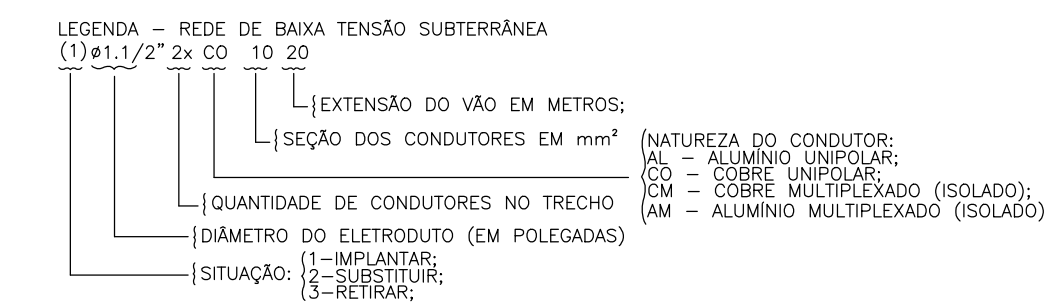 LEGENDA – REDE DE BAIXA TENSÃO SUBTERRÂNEA
(1) ø1.1/2" 2x CO 10 20
EXTENSÃO DO VÃO EM METROS;
SEÇÃO DOS CONDUTORES EM mm²
NATUREZA DO CONDUTOR:
AL – ALUMÍNIO UNIPOLAR;
CO – COBRE UNIPOLAR;
CM – COBRE MULTIPLEXADO (ISOLADO);
AM – ALUMÍNIO MULTIPLEXADO (ISOLADO)
QUANTIDADE DE CONDUTORES NO TRECHO
DIÂMETRO DO ELETRODUTO (EM POLEGADAS)
SITUAÇÃO:
1–IMPLANTAR;
2–SUBSTITUIR;
3–RETIRAR;